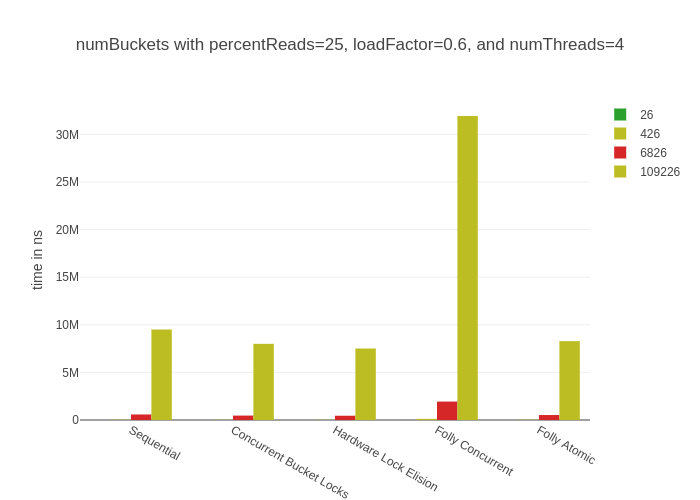 numBuckets with percentReads=25, loadFactor=0.6, and numThreads=4
26
426
6826
109226
time in ns
30M
25M
20M
15M
10M
5M
0
Sequential
Concurrent Bucket Locks
Hardware Lock Elision
Folly Concurrent
Folly Atomic